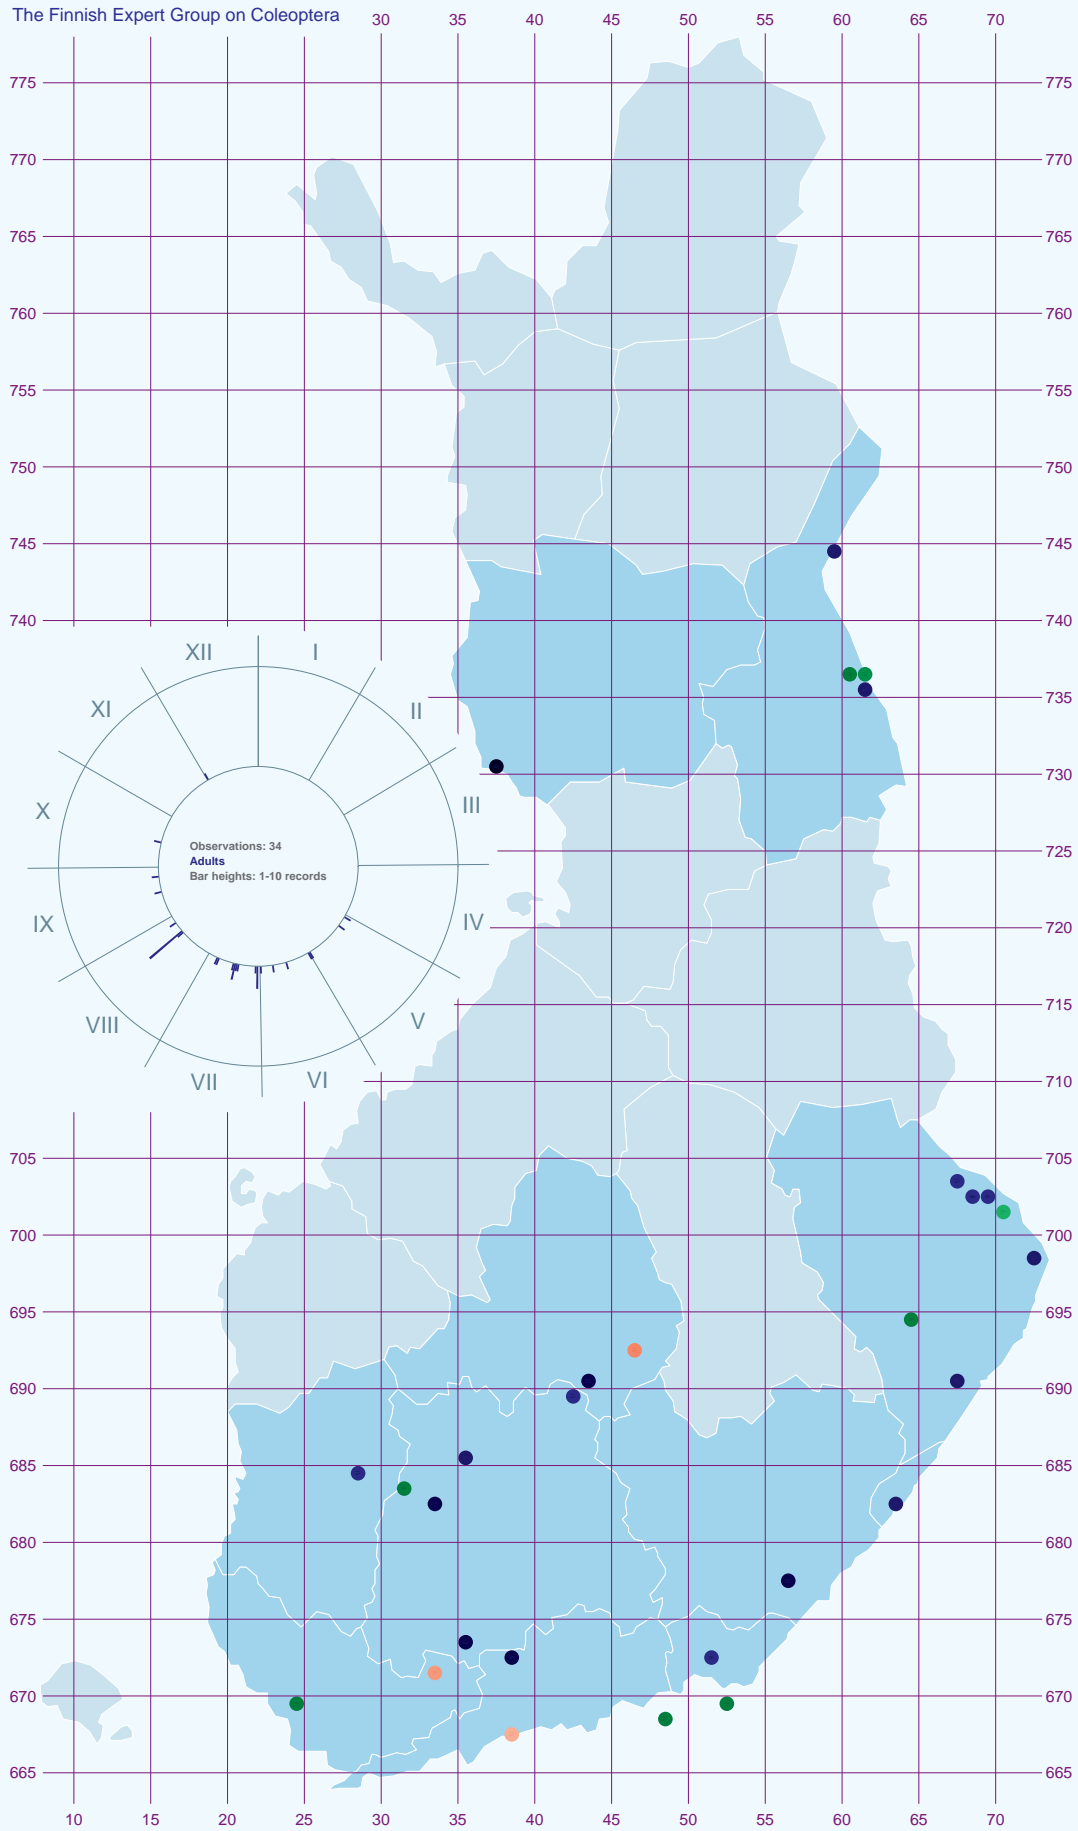 The Finnish Expert Group on Coleoptera
30 35 40 45 50 55 60 65 70
775 775
770 770
765 765
760 760
755 755
750 750
745 745
740 740
XII I
XI II
735
730
X III
Observations: 34
Adults
Bar heights: 1-10 records
725
IX IV
720
VIII V
715
VII VI
710
705 705
700 700
695 695
690 690
685 685
680 680
675 675
670 670
665 665
10 15 20 25 30 35 40 45 50 55 60 65 70